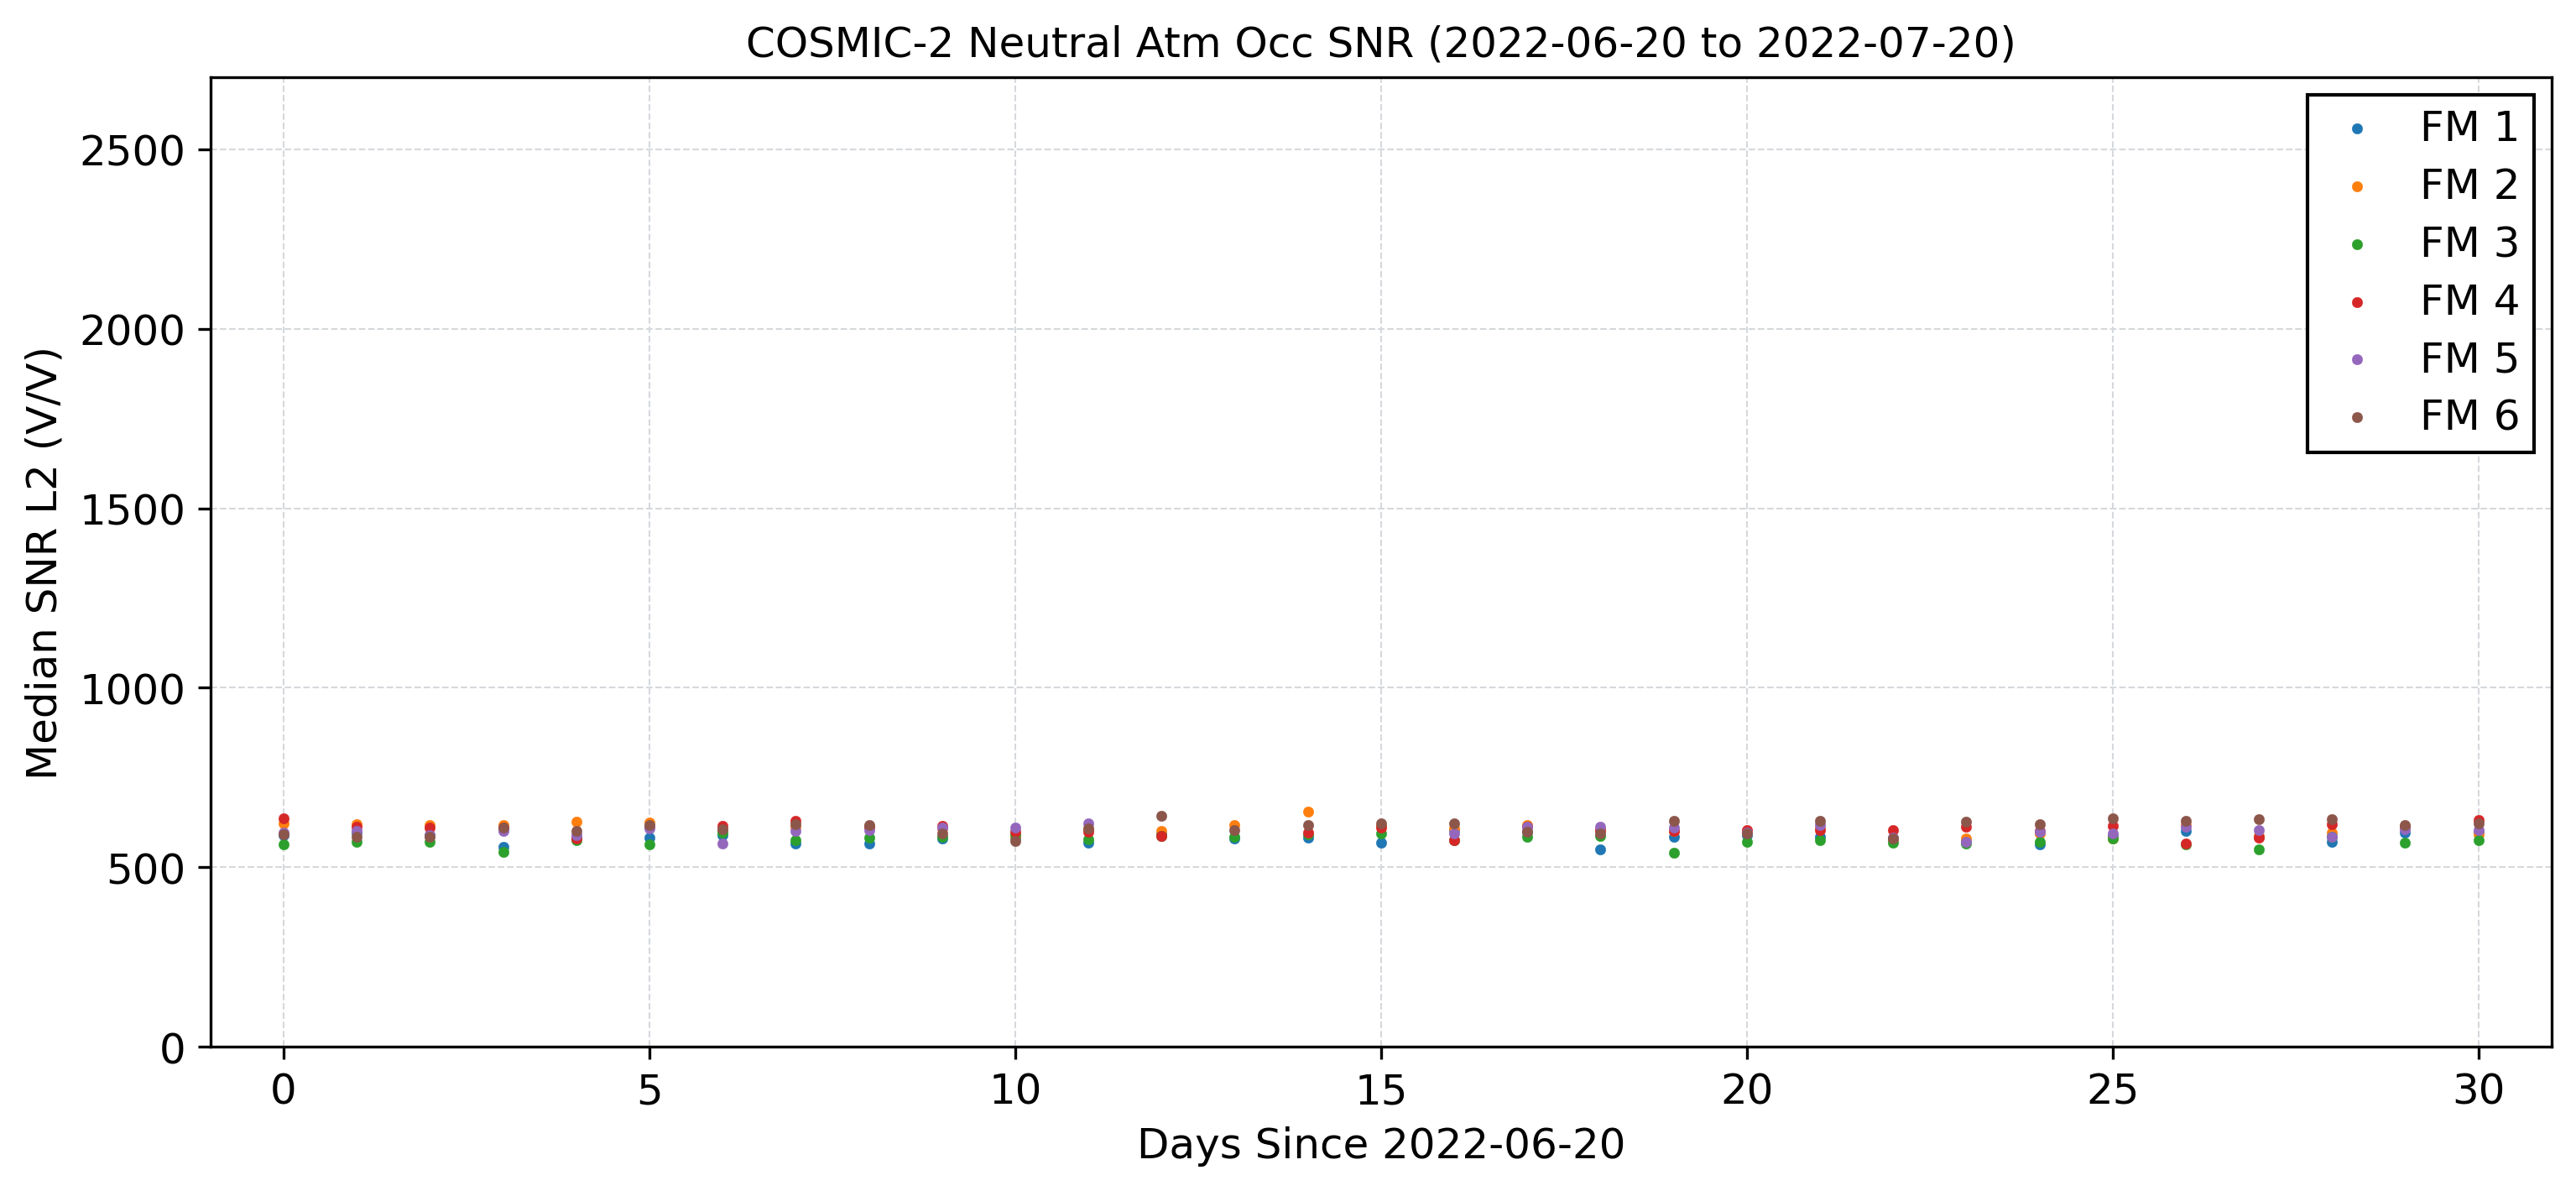 COSMIC-2 Neutral Atm Occ SNR (2022-06-20 to 2022-07-20)
Median SNR L2 (V/V)
2500
2000
1500
1000
500
0
FM 1
FM 2
FM 3
FM 4
FM 5
FM 6
0 5 10 15 20 25 30
Days Since 2022-06-20